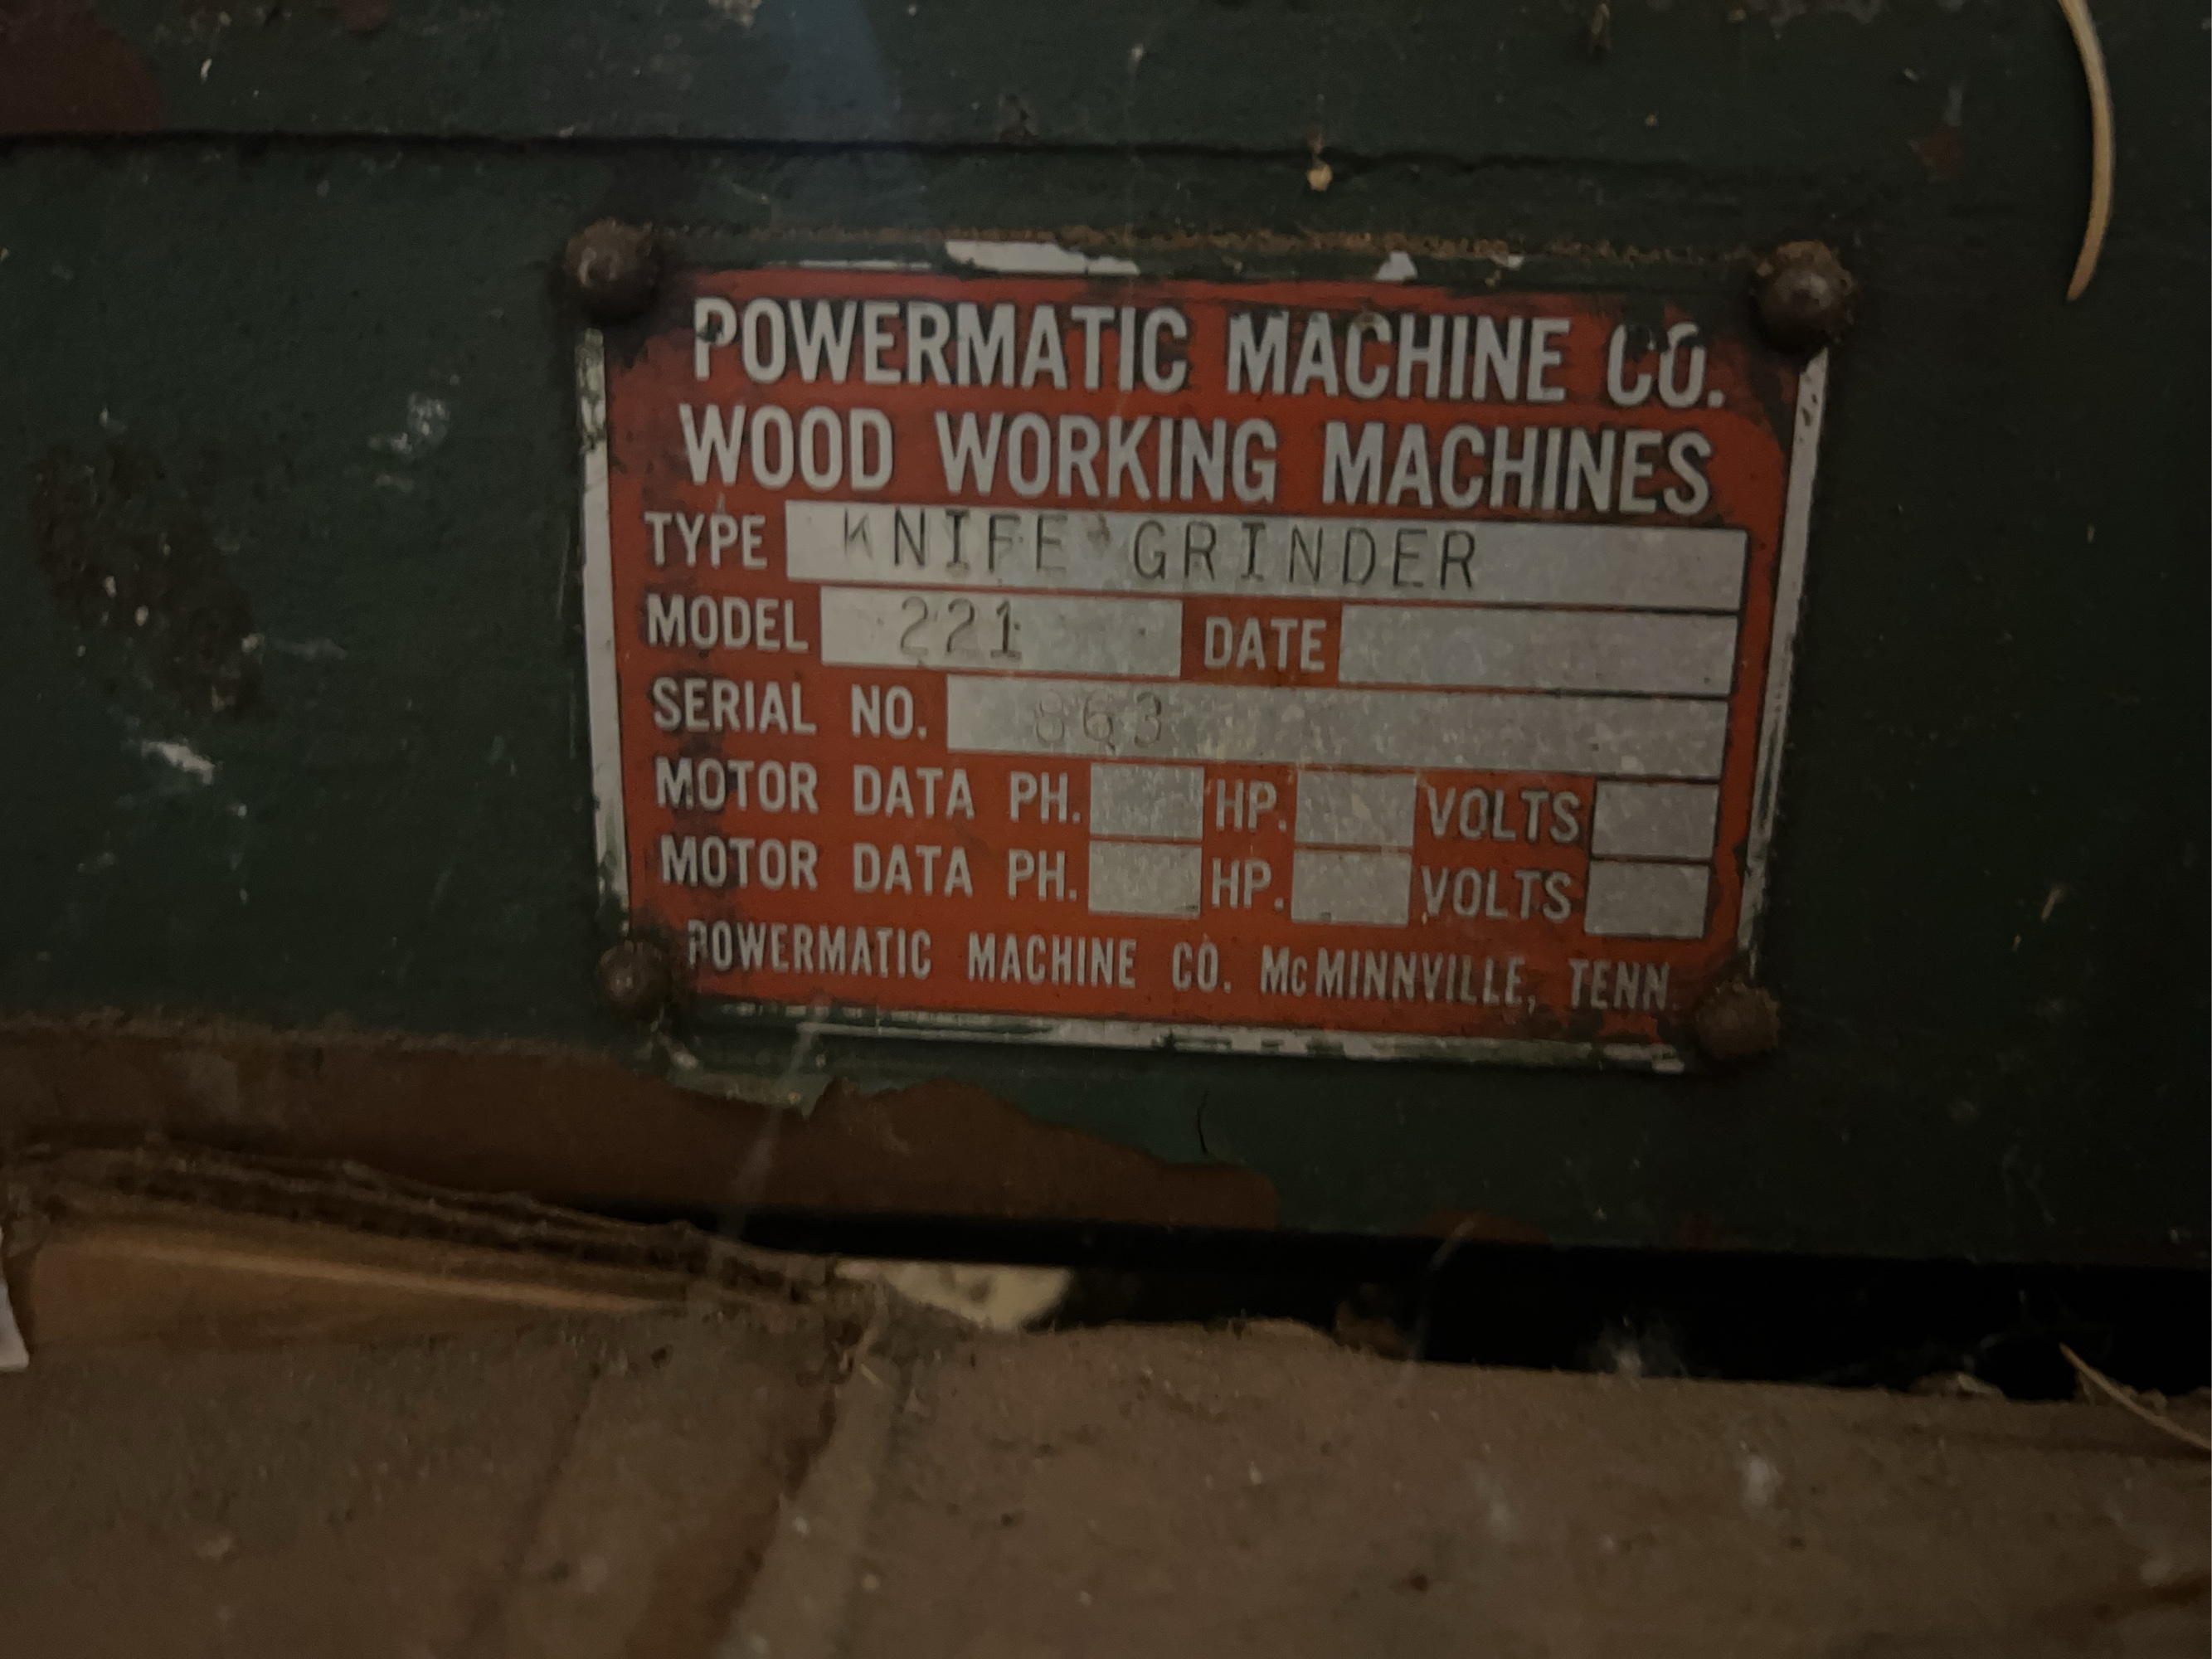 POWERMATIC MACHINE CO.
WOOD WORKING MACHINES
TYPE KNIFE GRINDER
MODEL 221 DATE
SERIAL NO. 863
MOTOR DATA PH. HP. VOLTS
MOTOR DATA PH. HP. VOLTS
POWERMATIC MACHINE CO. McMINNVILLE, TENN.